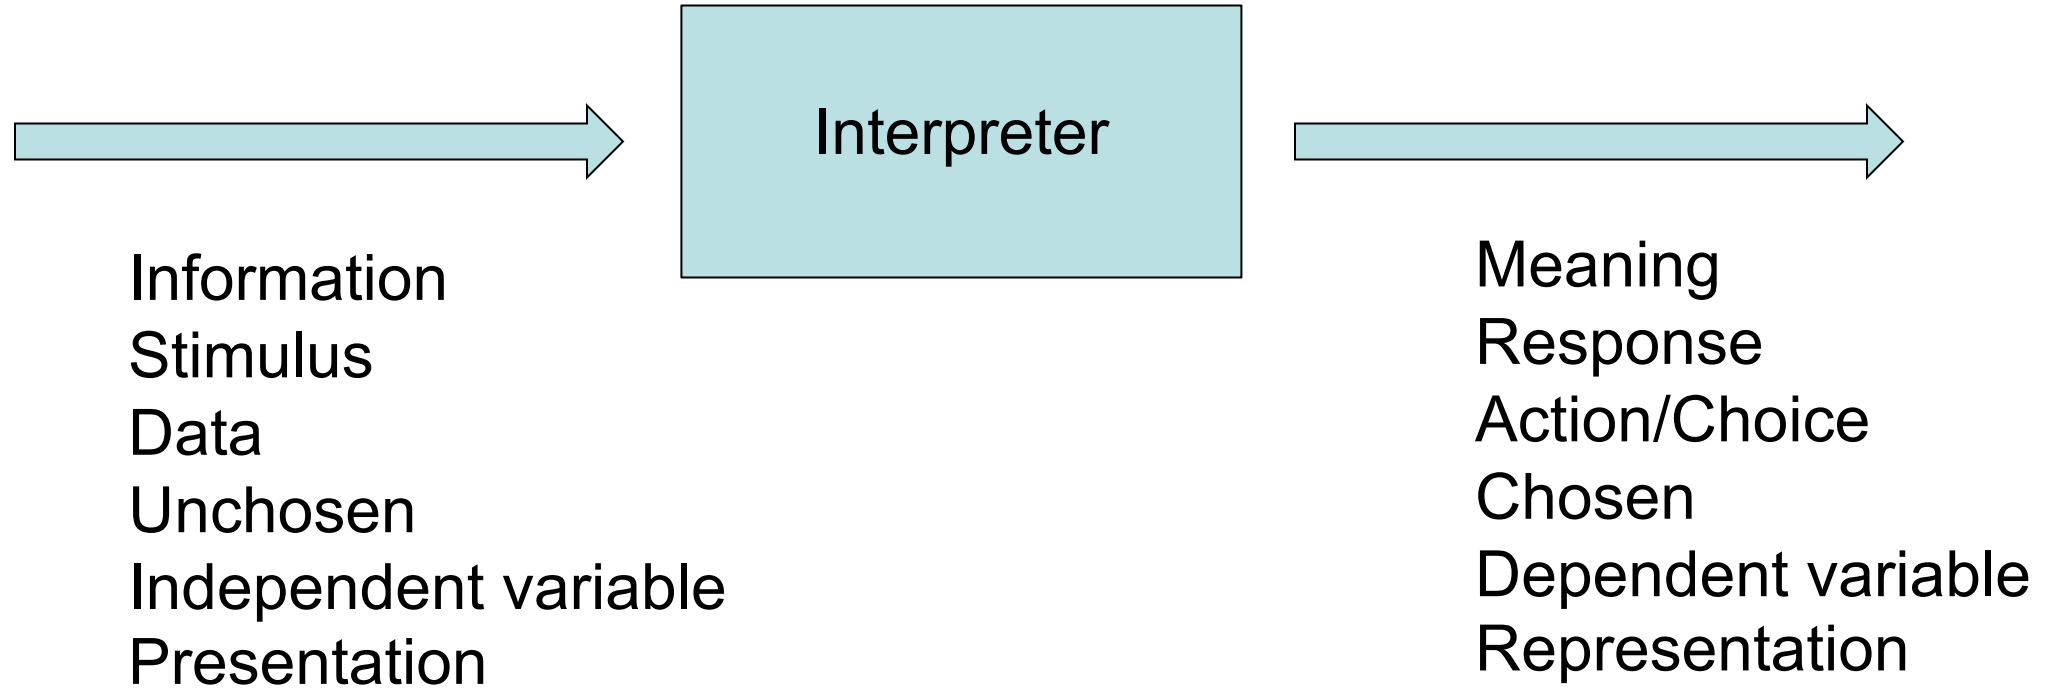 Interpreter
Information
Stimulus
Data
Unchosen
Independent variable
Presentation
Meaning
Response
Action/Choice
Chosen
Dependent variable
Representation